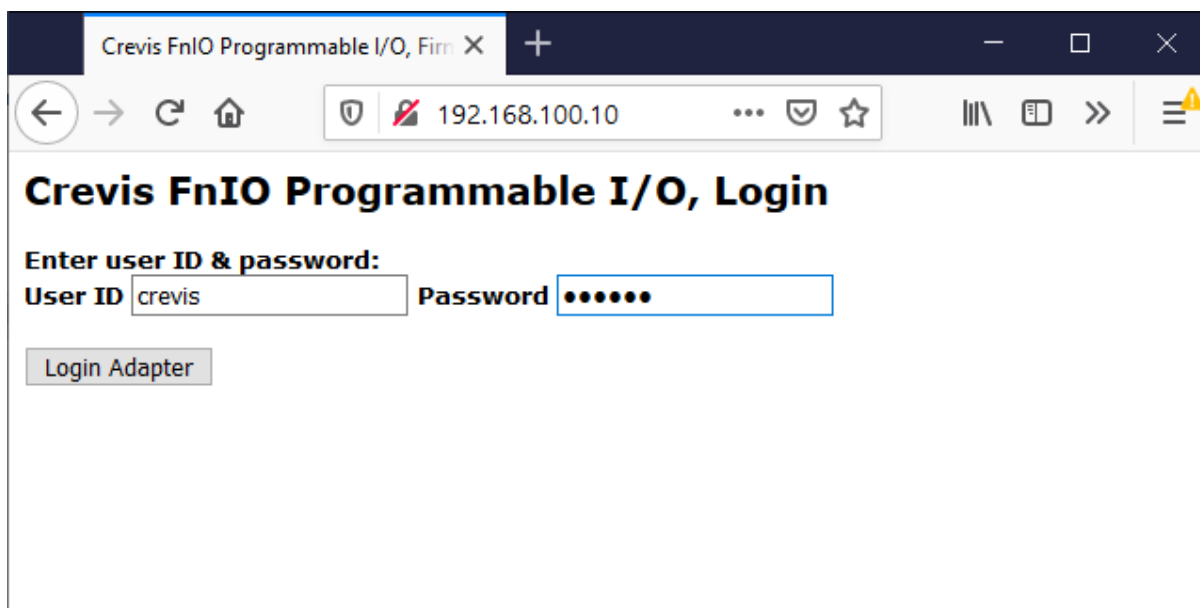 Crevis FnIO Programmable I/O, Firm
192.168.100.10
Crevis FnIO Programmable I/O, Login
Enter user ID & password:
User ID crevis Password ••••••
Login Adapter